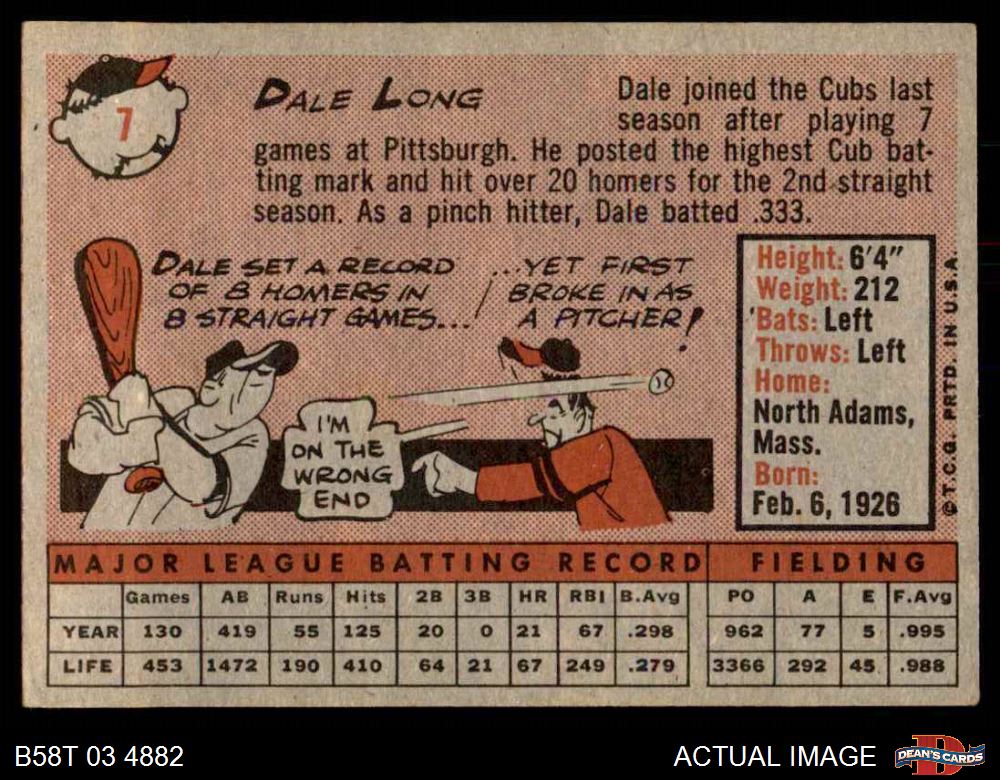 7
DALE LONG
Dale joined the Cubs last
season after playing 7
games at Pittsburgh. He posted the highest Cub bat-
ting mark and hit over 20 homers for the 2nd straight
season. As a pinch hitter, Dale batted .333.
DALE SET A RECORD
OF 8 HOMERS IN
8 STRAIGHT GAMES...
...YET FIRST
BROKE IN AS
A PITCHER!
I'M
ON THE
WRONG
END
Height: 6'4"
Weight: 212
Bats: Left
Throws: Left
Home:
North Adams,
Mass.
Born:
Feb. 6, 1926
© T.C.G. PRTD. IN U.S.A.
MAJOR LEAGUE BATTING RECORD FIELDING
Games AB Runs Hits 2B 3B HR RBI B.Avg PO A E F.Avg
YEAR 130 419 55 125 20 0 21 67 .298 962 77 5 .995
LIFE 453 1472 190 410 64 21 67 249 .279 3366 292 45 .988
B58T 03 4882
ACTUAL IMAGE
DEAN'S CARDS